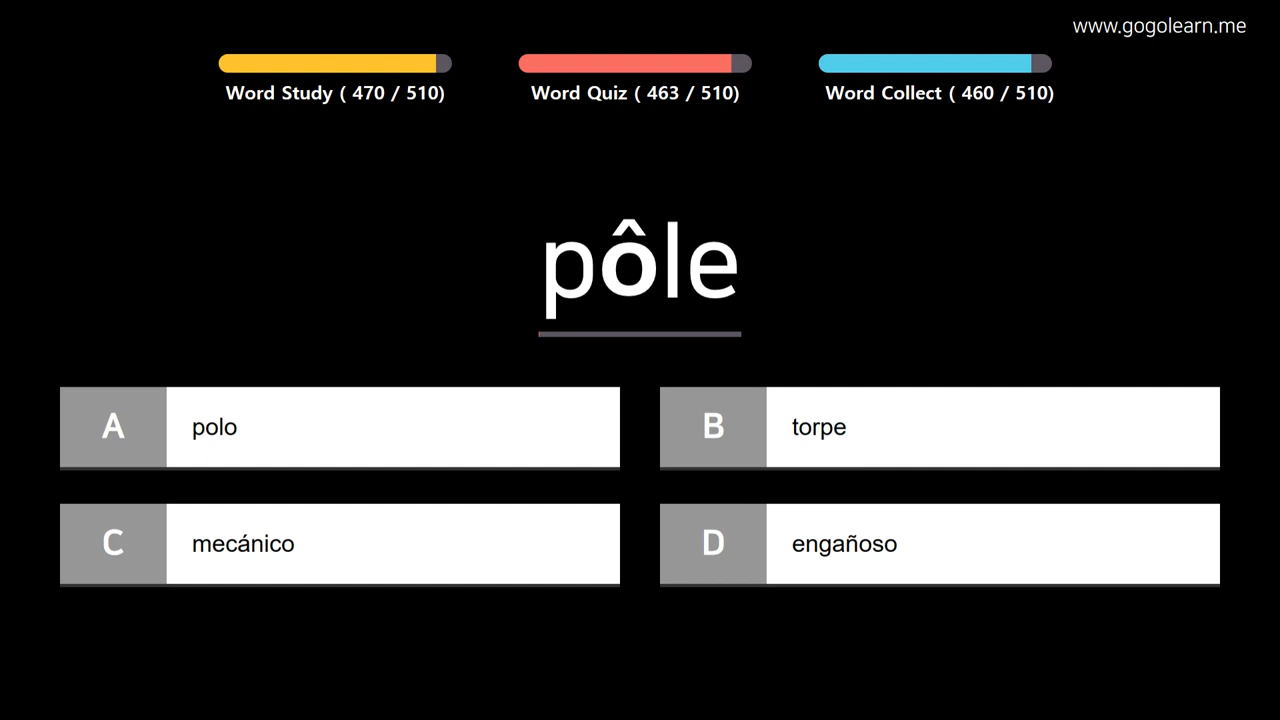 www.gogolearn.me
Word Study ( 470 / 510)
Word Quiz ( 463 / 510)
Word Collect ( 460 / 510)
pôle
A polo
B torpe
C mecánico
D engañoso